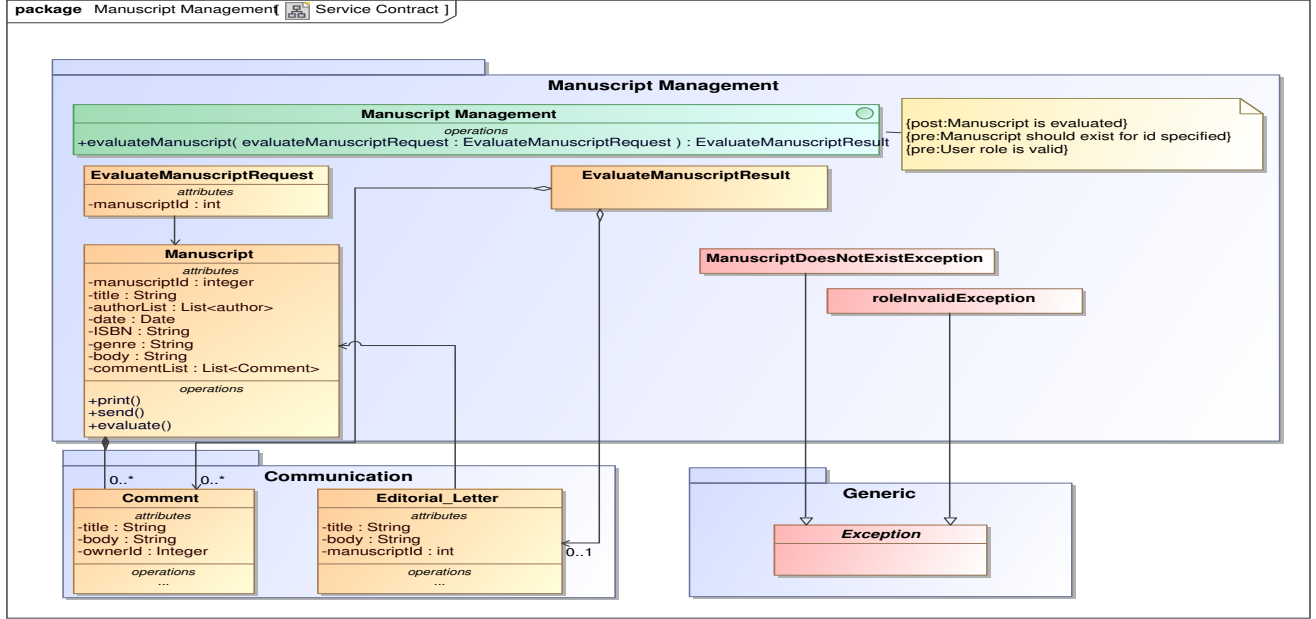 package Manuscript Management[ Service Contract ]
Manuscript Management
Manuscript Management
operations
+evaluateManuscript( evaluateManuscriptRequest : EvaluateManuscriptRequest ) : EvaluateManuscriptResult
{post:Manuscript is evaluated}
{pre:Manuscript should exist for id specified}
{pre:User role is valid}
EvaluateManuscriptRequest
attributes
-manuscriptId : int
EvaluateManuscriptResult
Manuscript
attributes
-manuscriptId : integer
-title : String
-authorList : List<author>
-date : Date
-ISBN : String
-genre : String
-body : String
-commentList : List<Comment>
operations
+print()
+send()
+evaluate()
ManuscriptDoesNotExistException
roleInvalidException
Communication
0..*
0..*
Comment
attributes
-title : String
-body : String
-ownerId : Integer
operations
...
Editorial_Letter
attributes
-title : String
-body : String
-manuscriptId : int
operations
...
0..1
Generic
Exception